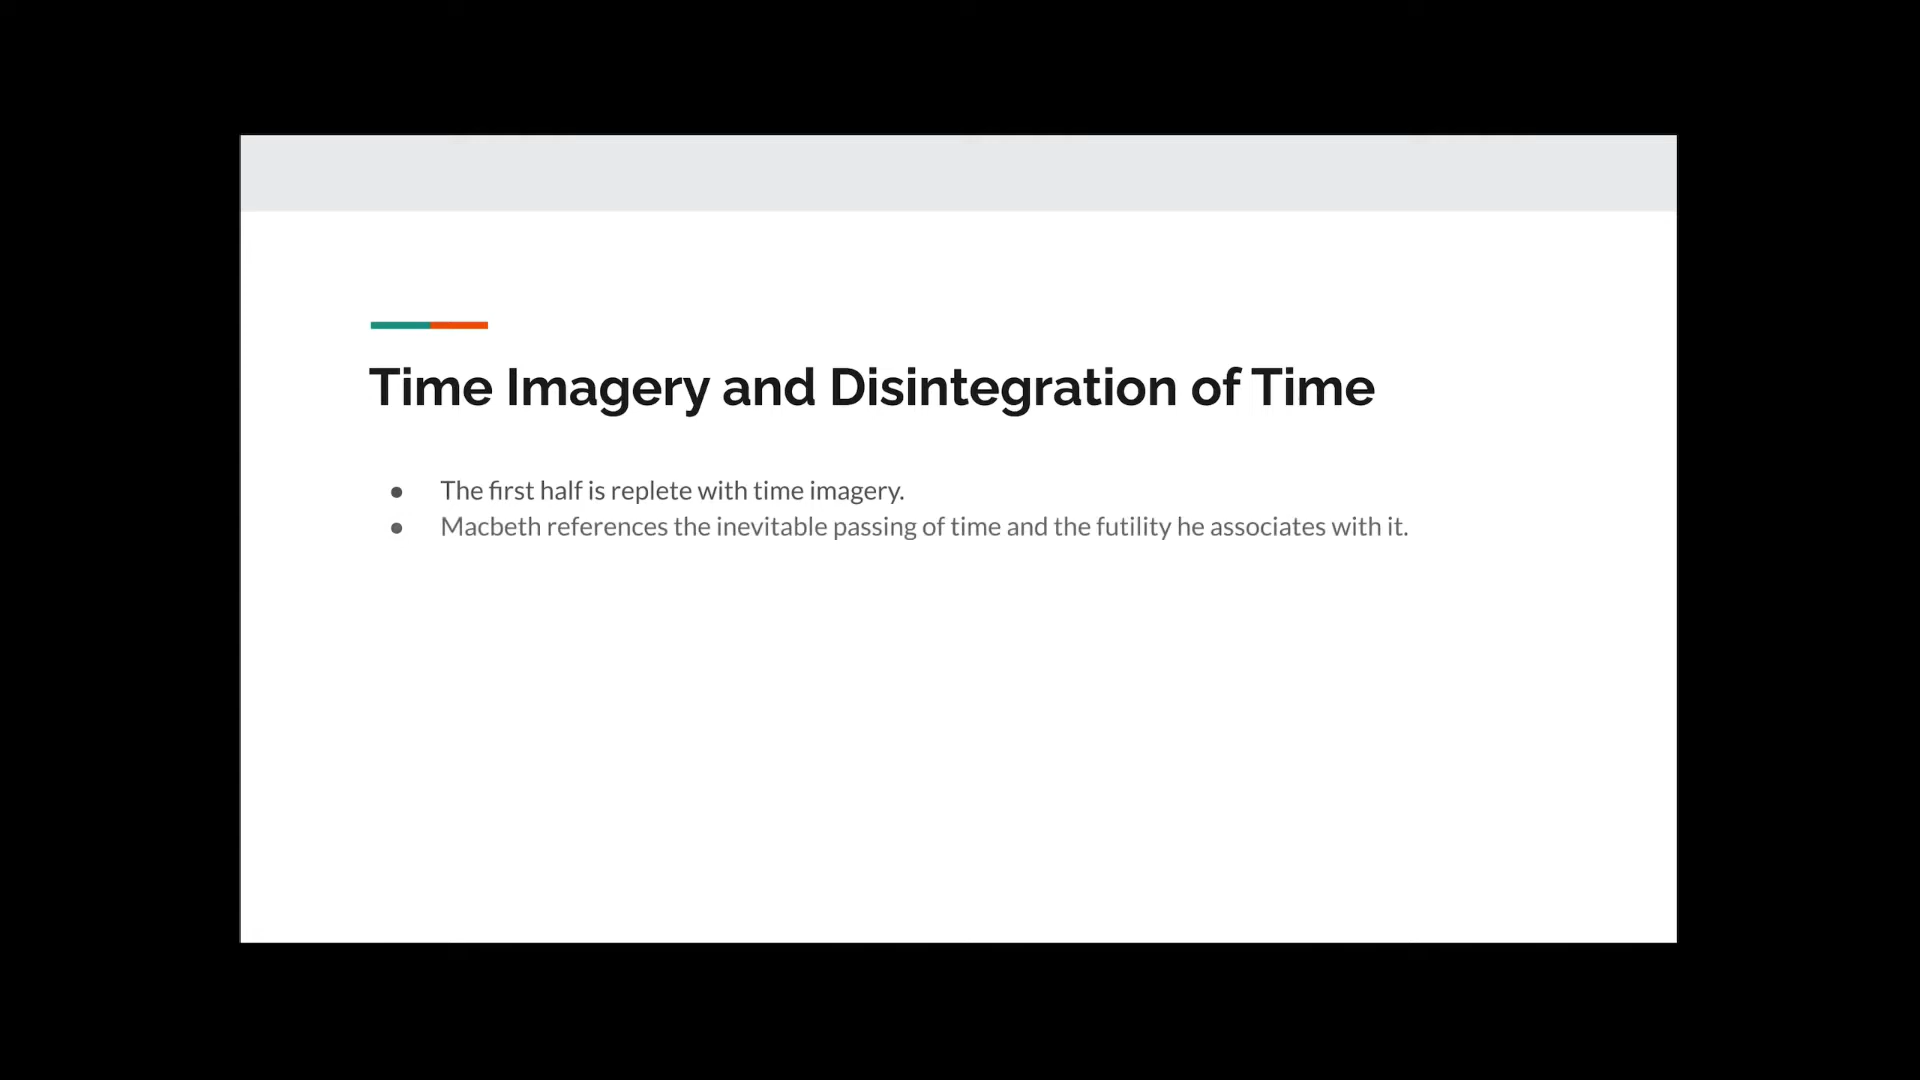 Time Imagery and Disintegration of Time
● The first half is replete with time imagery.
● Macbeth references the inevitable passing of time and the futility he associates with it.